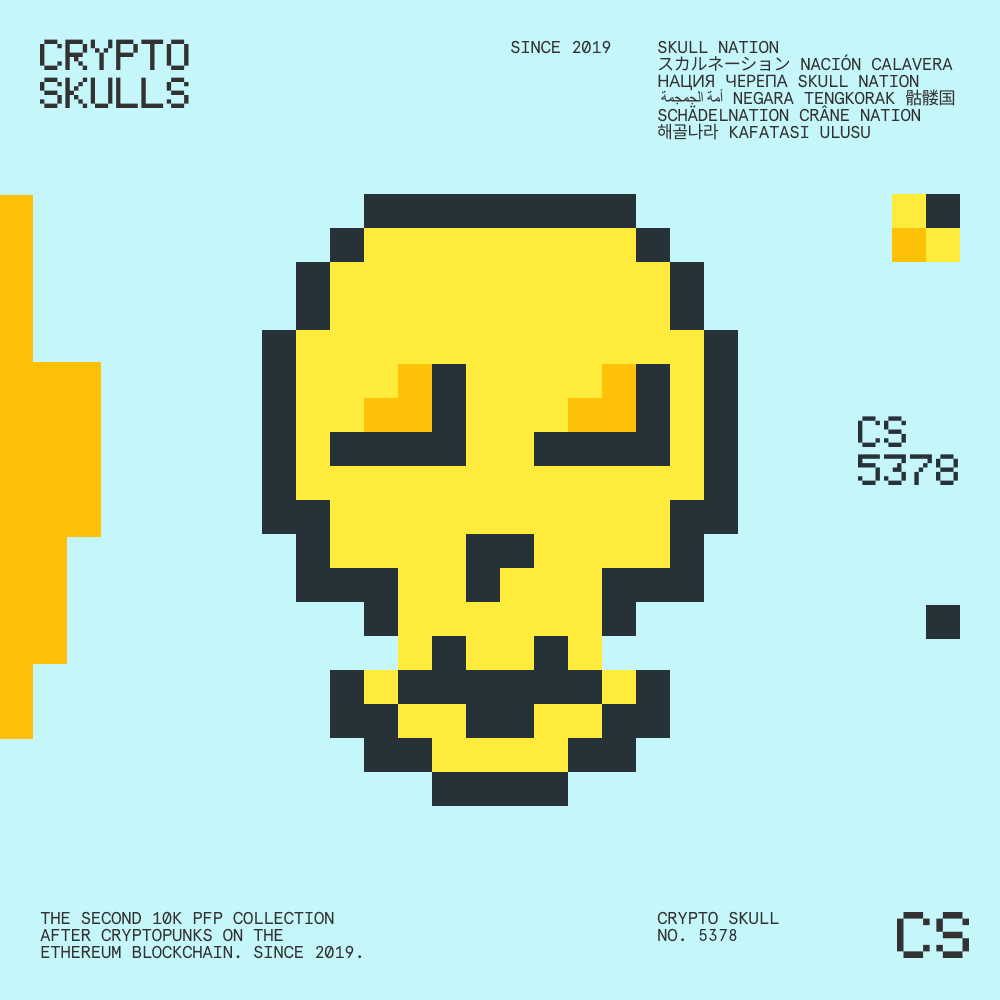 CRYPTO
SKULLS
SINCE 2019
SKULL NATION
スカルネーション NACIÓN CALAVERA
НАЦИЯ ЧЕРЕПА SKULL NATION
أمة الجمجمة NEGARA TENGKORAK 骷髅国
SCHÄDELNATION CRÂNE NATION
해골나라 KAFATASI ULUSU
CS
5378
THE SECOND 10K PFP COLLECTION
AFTER CRYPTOPUNKS ON THE
ETHEREUM BLOCKCHAIN. SINCE 2019.
CRYPTO SKULL
NO. 5378
CS